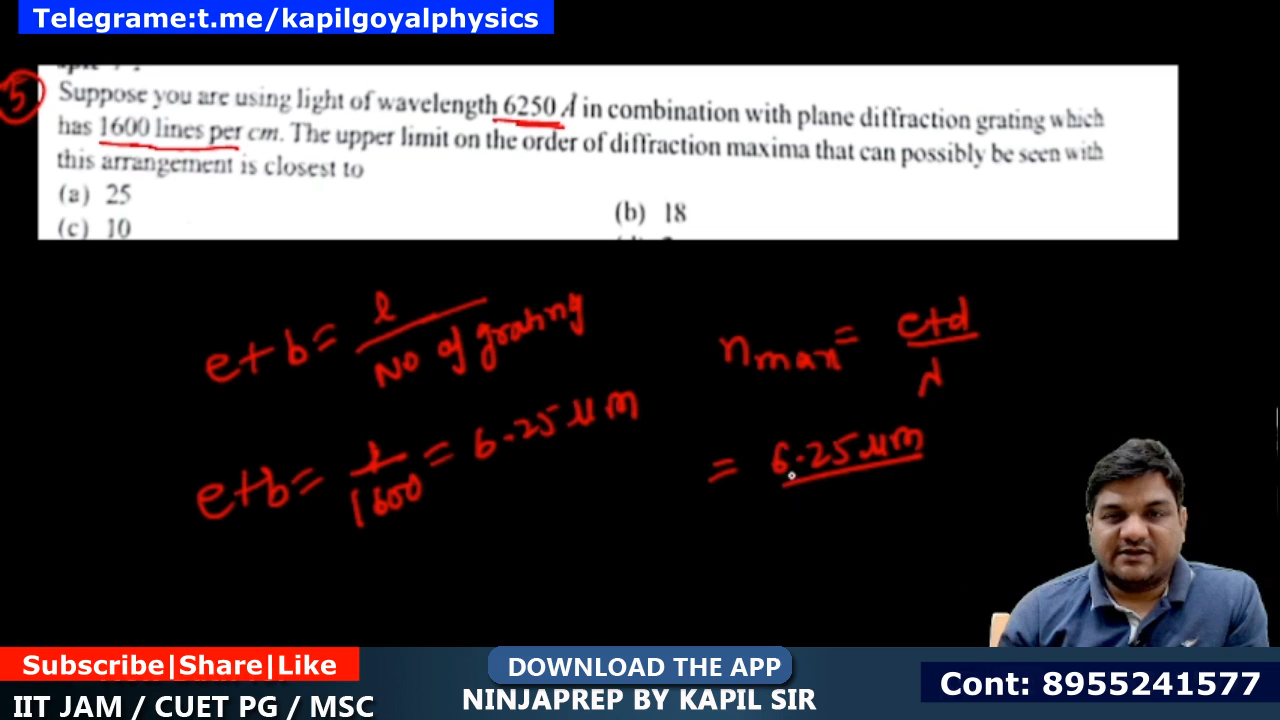 Telegrame:t.me/kapilgoyalphysics
5
Suppose you are using light of wavelength 6250 Å in combination with plane diffraction grating which
has 1600 lines per cm. The upper limit on the order of diffraction maxima that can possibly be seen with
this arrangement is closest to
(a) 25
(b) 18
(c) 10
e+b= l / No of grating
e+b= 1/1600 = 6.25 μm
nmax= e+d / λ
= 6.25 μm
Subscribe|Share|Like
DOWNLOAD THE APP
IIT JAM / CUET PG / MSC
NINJAPREP BY KAPIL SIR
Cont: 8955241577